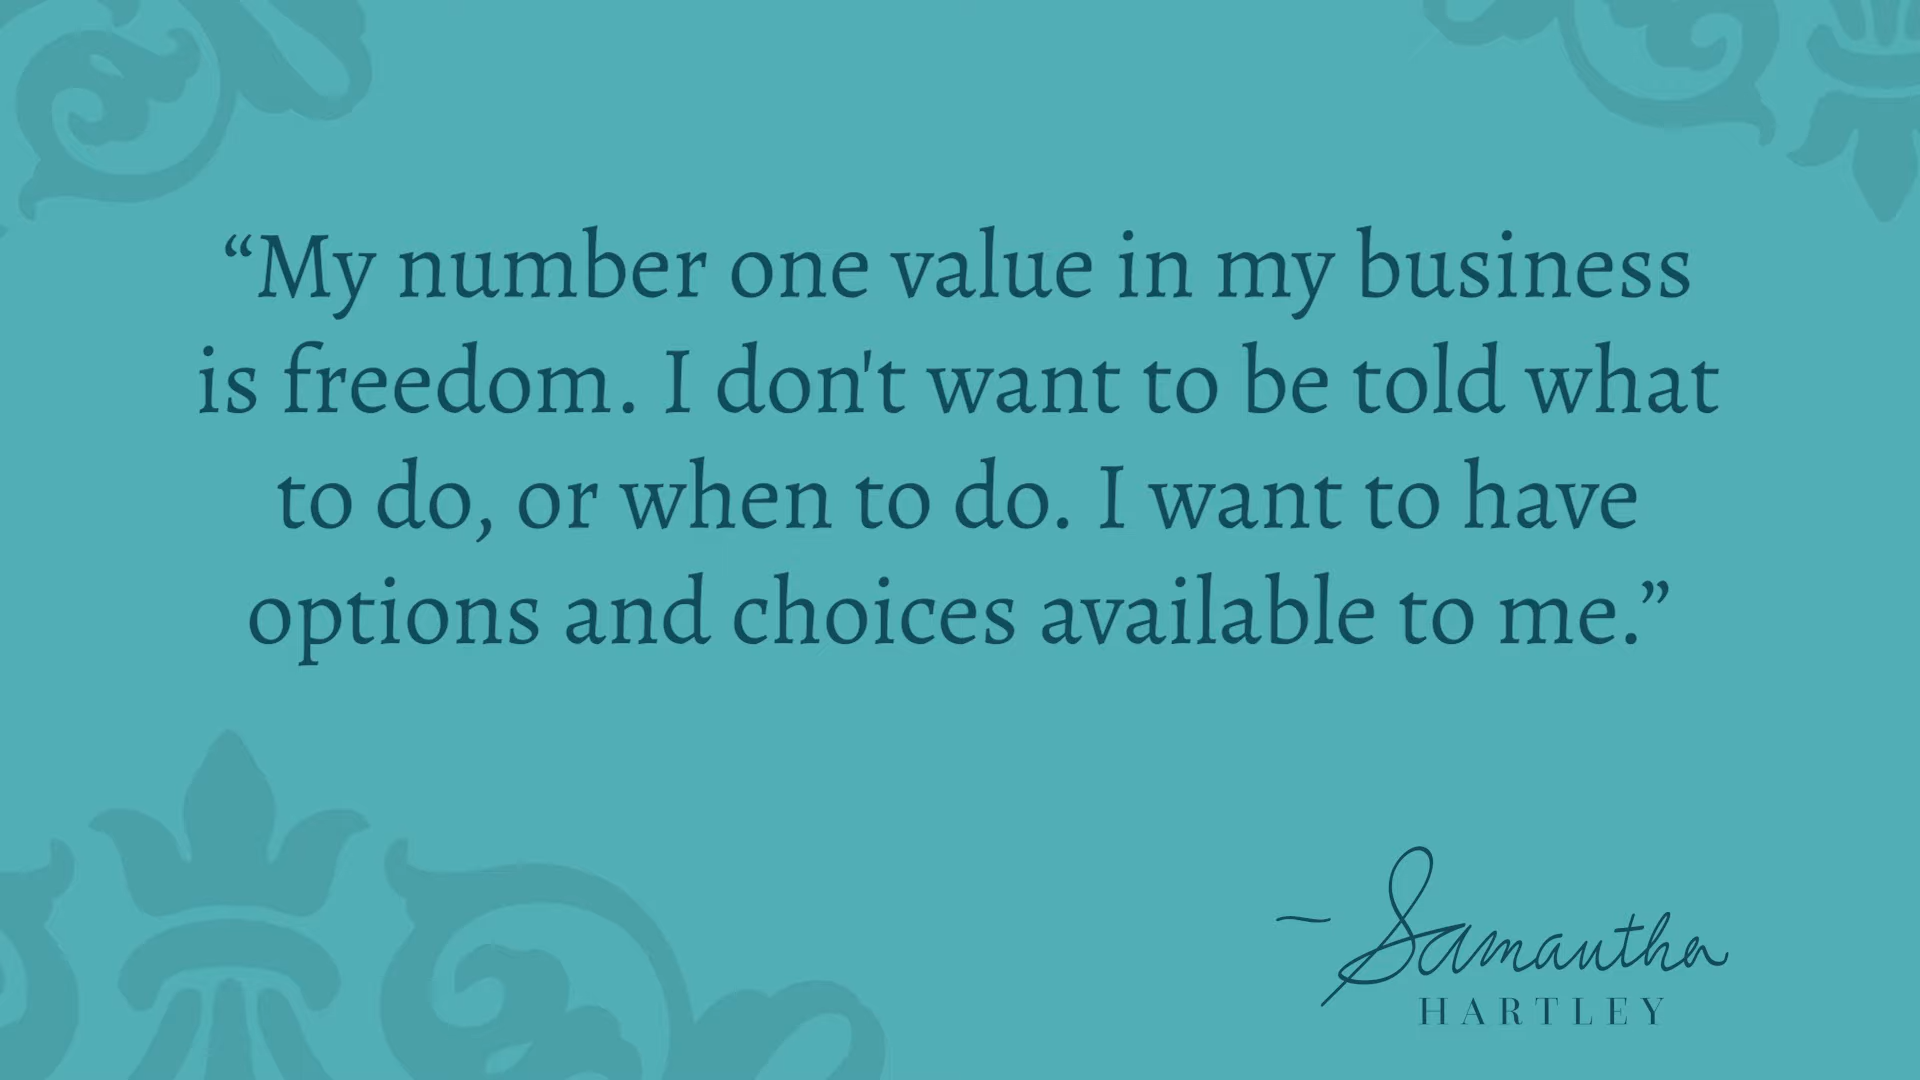 “My number one value in my business
is freedom. I don't want to be told what
to do, or when to do. I want to have
options and choices available to me.”
~ Samantha
HARTLEY